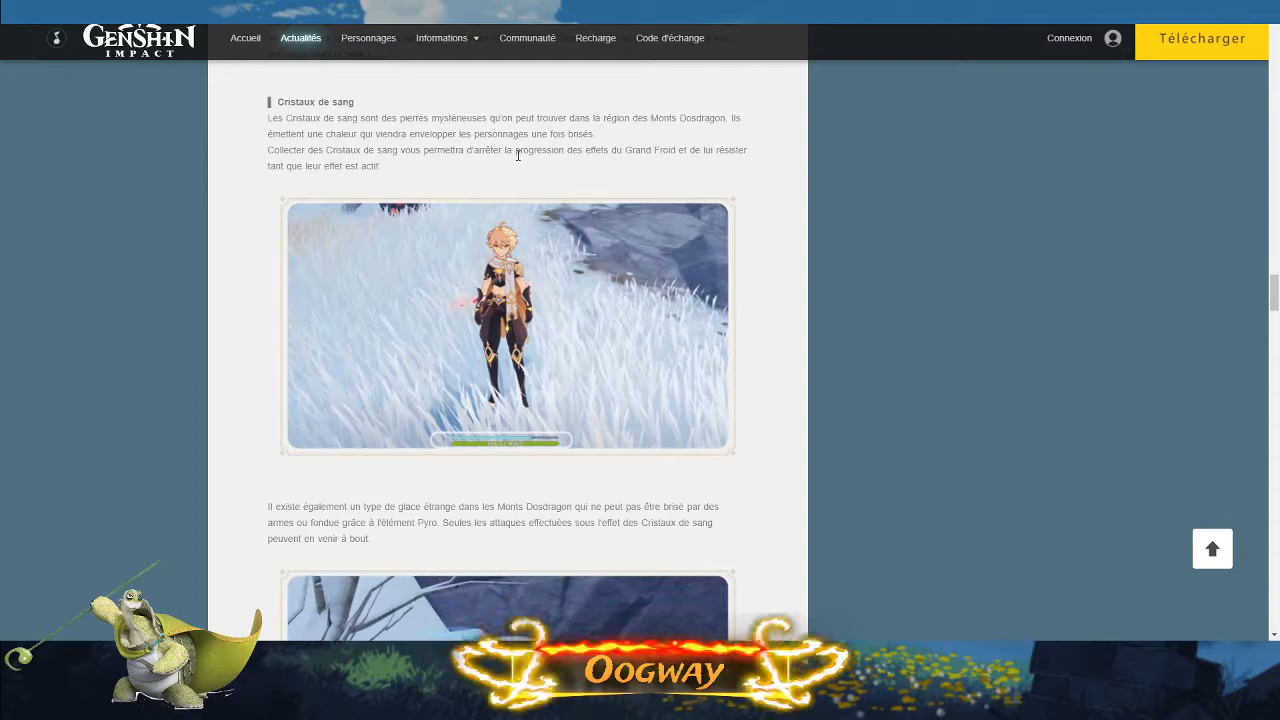 GENSHIN
IMPACT
Accueil
Actualités
Personnages
Informations
Communauté
Recharge
Code d'échange
Connexion
Télécharger
Cristaux de sang
Les Cristaux de sang sont des pierres mystérieuses qu'on peut trouver dans la région des Monts Dosdragon. Ils
émettent une chaleur qui viendra envelopper les personnages une fois brisés.
Collecter des Cristaux de sang vous permettra d'arrêter la progression des effets du Grand Froid et de lui résister
tant que leur effet est actif.
Il existe également un type de glace étrange dans les Monts Dosdragon qui ne peut pas être brisé par des
armes ou fondue grâce à l'élément Pyro. Seules les attaques effectuées sous l'effet des Cristaux de sang
peuvent en venir à bout.
OOGWAY